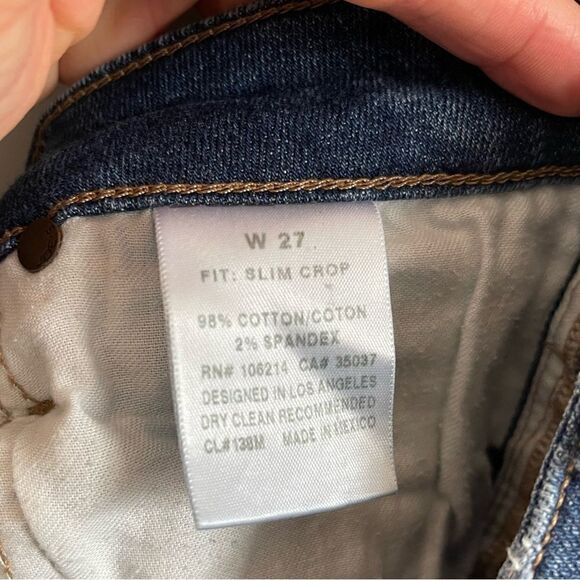 W 27
FIT: SLIM CROP
98% COTTON/COTON
2% SPANDEX
RN# 106214 CA# 35037
DESIGNED IN LOS ANGELES
DRY CLEAN RECOMMENDED
CL#138M MADE IN MEXICO